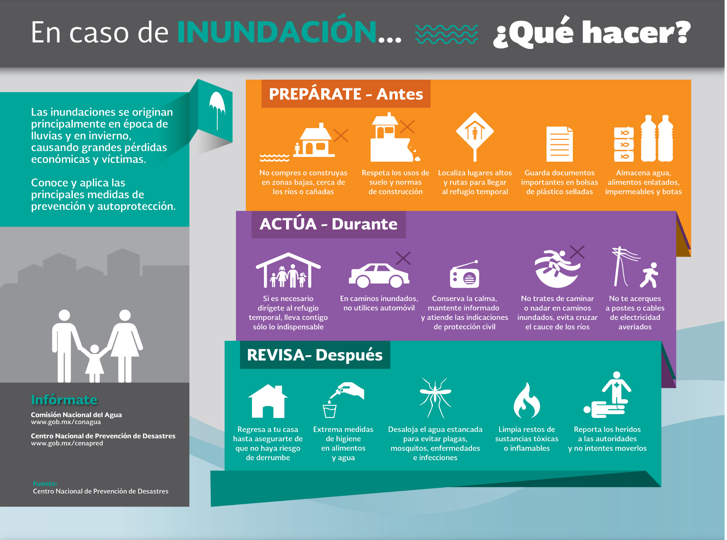 En caso de INUNDACIÓN... ¿Qué hacer?
Las inundaciones se originan
principalmente en época de
lluvias y en invierno,
causando grandes pérdidas
económicas y víctimas.
Conoce y aplica las
principales medidas de
prevención y autoprotección.
PREPÁRATE - Antes
No compres o construyas
en zonas bajas, cerca de
los ríos o cañadas
Respeta los usos de
suelo y normas
de construcción
Localiza lugares altos
y rutas para llegar
al refugio temporal
Guarda documentos
importantes en bolsas
de plástico selladas
Almacena agua,
alimentos enlatados,
impermeables y botas
ACTÚA - Durante
Si es necesario
dirígete al refugio
temporal, lleva contigo
sólo lo indispensable
En caminos inundados,
no utilices automóvil
Conserva la calma,
mantente informado
y atiende las indicaciones
de protección civil
No trates de caminar
o nadar en caminos
inundados, evita cruzar
el cauce de los ríos
No te acerques
a postes o cables
de electricidad
averiados
REVISA- Después
Regresa a tu casa
hasta asegurarte de
que no haya riesgo
de derrumbe
Extrema medidas
de higiene
en alimentos
y agua
Desaloja el agua estancada
para evitar plagas,
mosquitos, enfermedades
e infecciones
Limpia restos de
sustancias tóxicas
o inflamables
Reporta los heridos
a las autoridades
y no intentes moverlos
Infórmate
Comisión Nacional del Agua
www.gob.mx/conagua
Centro Nacional de Prevención de Desastres
www.gob.mx/cenapred
Fuente:
Centro Nacional de Prevención de Desastres